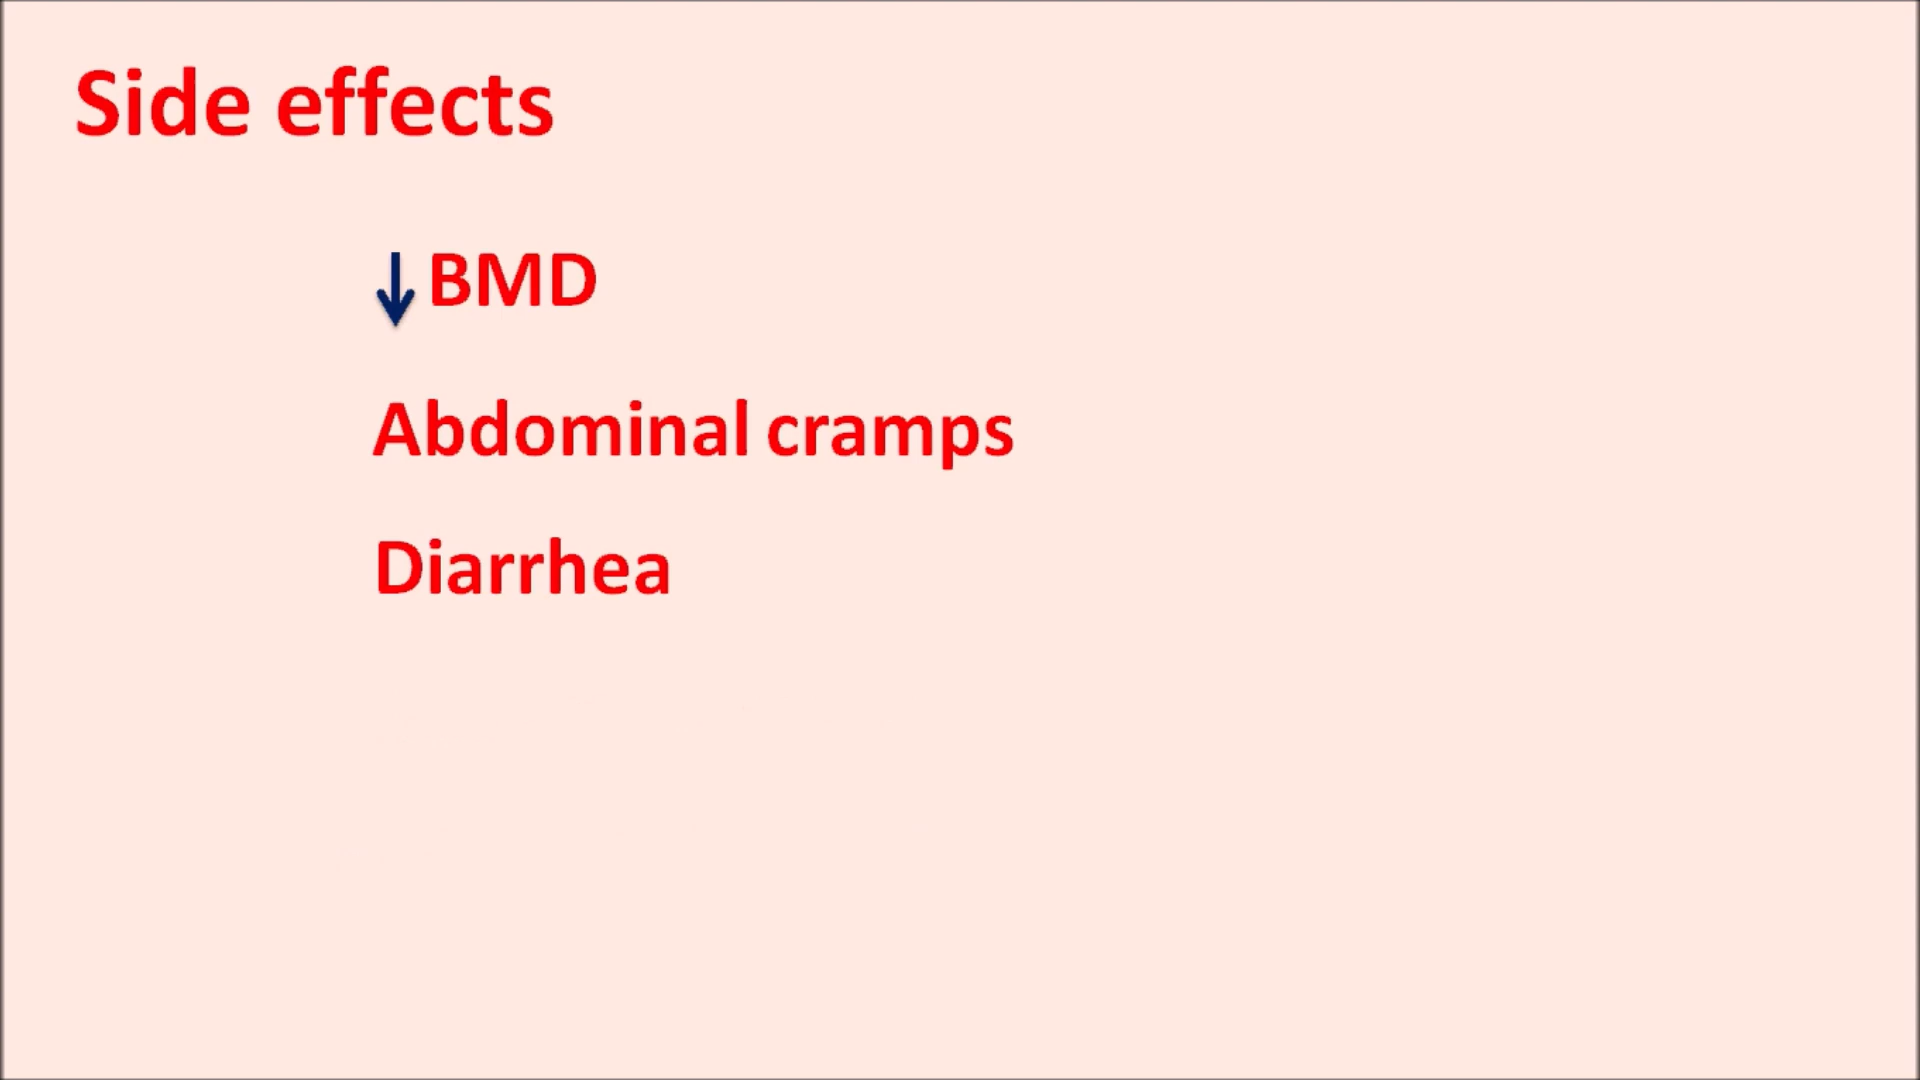 Side effects
↓ BMD
Abdominal cramps
Diarrhea